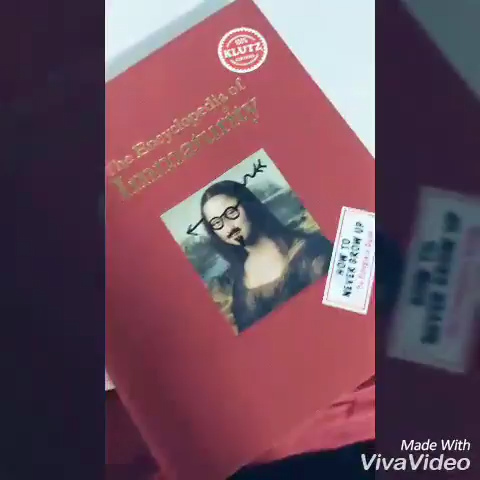 KLUTZ
The Encyclopedia of
Immaturity
HOW TO
NEVER GROW UP
Made With
VivaVideo